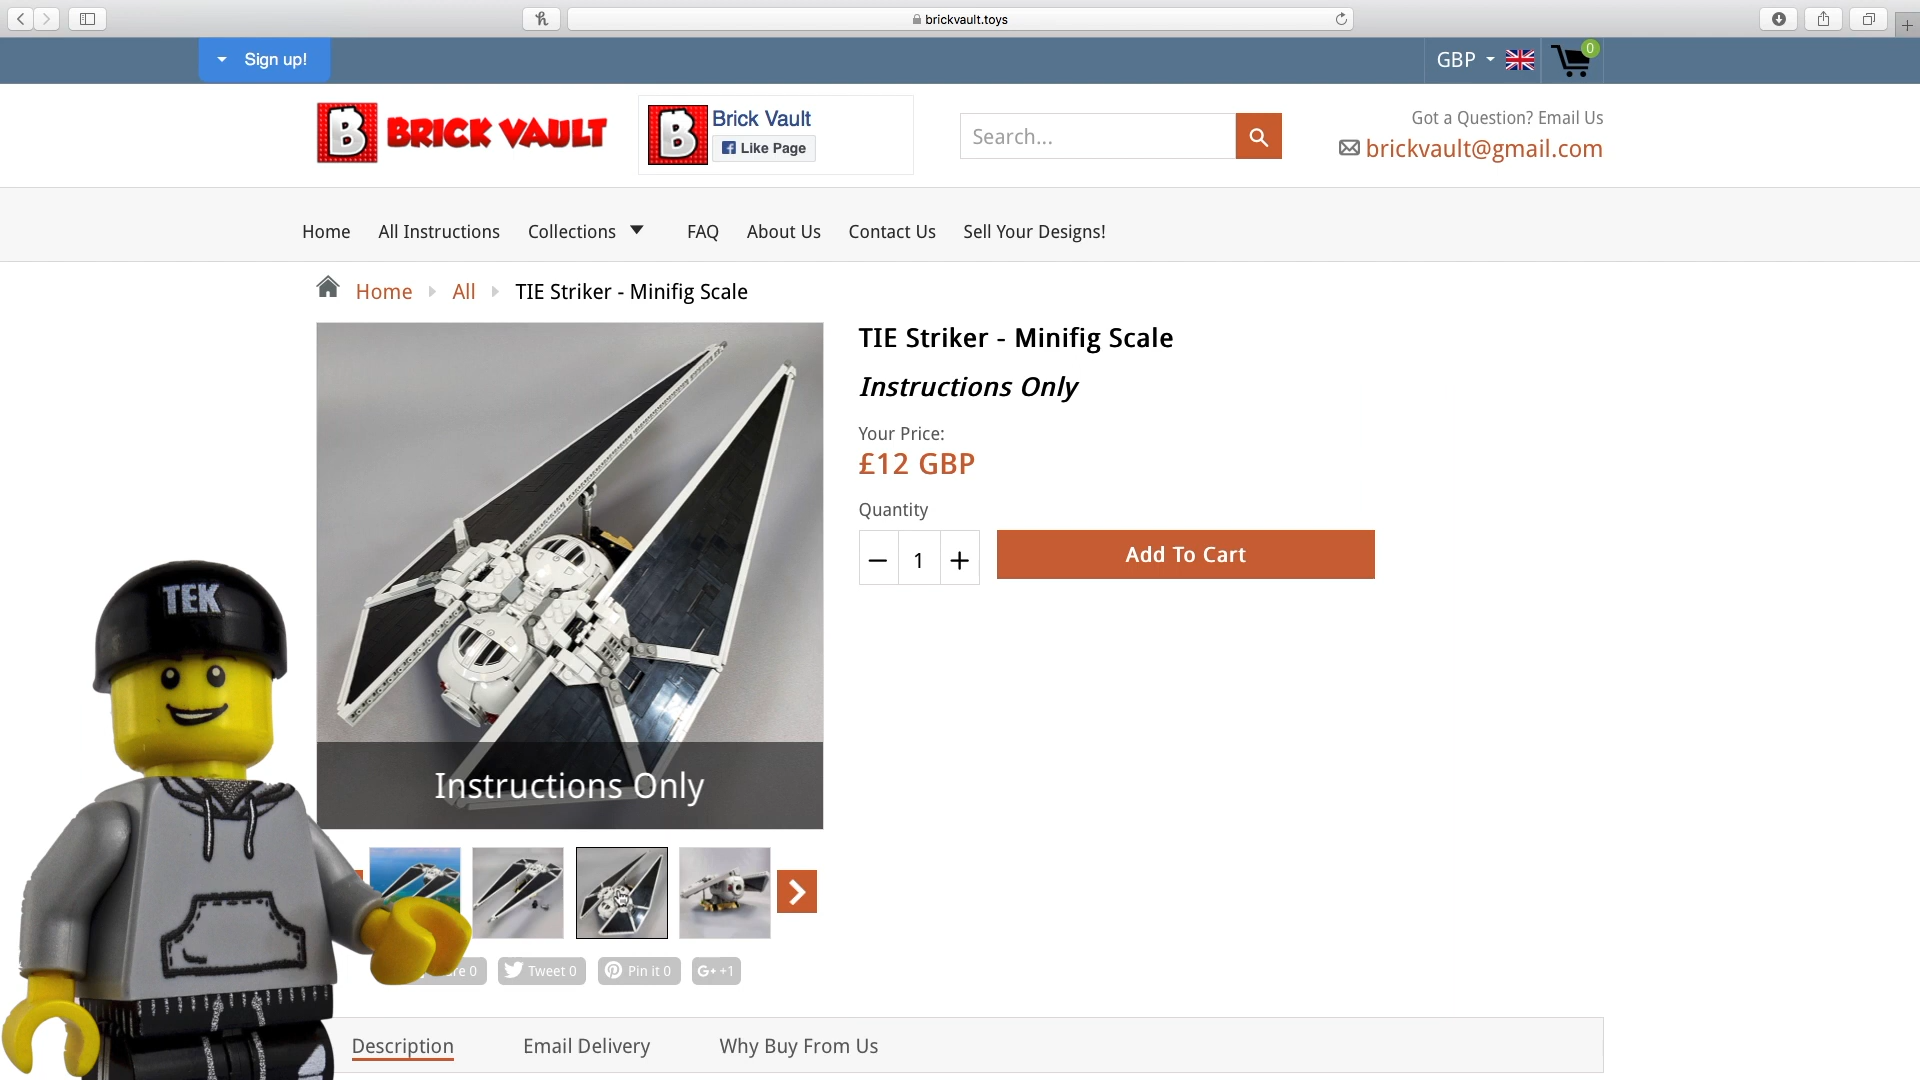 brickvault.toys
Sign up!
GBP
0
B BRICK VAULT
B
Brick Vault
Like Page
Search...
Got a Question? Email Us
brickvault@gmail.com
Home
All Instructions
Collections
FAQ
About Us
Contact Us
Sell Your Designs!
Home
All
TIE Striker - Minifig Scale
TIE Striker - Minifig Scale
Instructions Only
Your Price:
£12 GBP
Quantity
1
Add To Cart
TEK
Instructions Only
0
Tweet 0
Pin it 0
G+ +1
Description
Email Delivery
Why Buy From Us